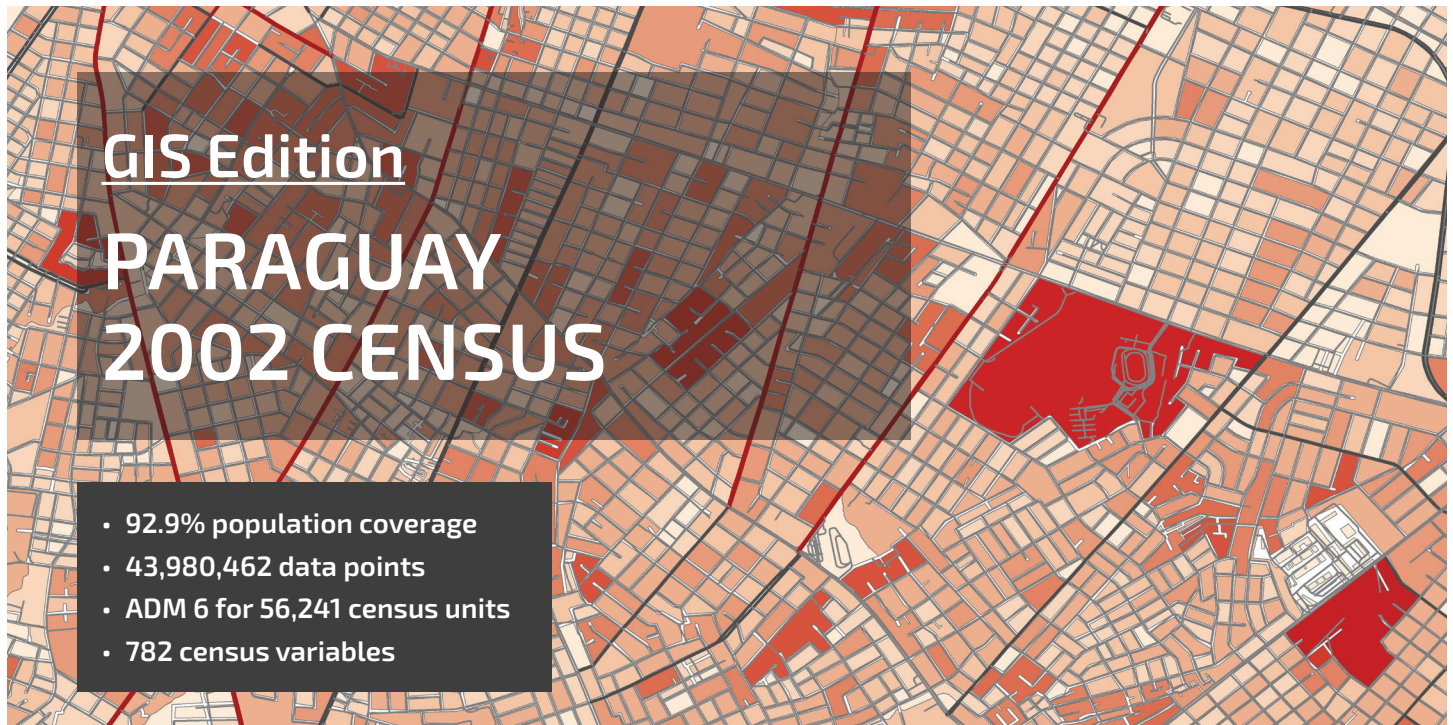 GIS Edition
PARAGUAY
2002 CENSUS
• 92.9% population coverage
• 43,980,462 data points
• ADM 6 for 56,241 census units
• 782 census variables